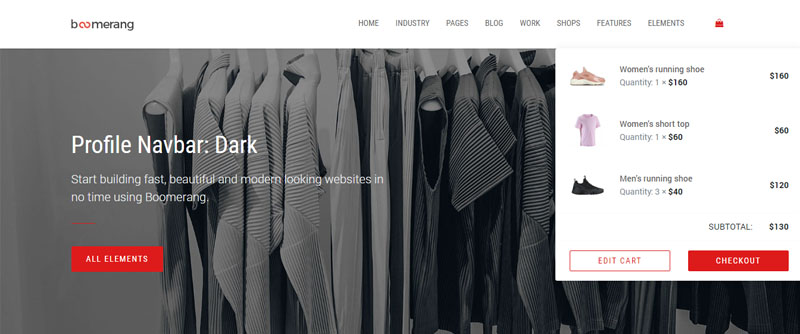 boomerang
HOME INDUSTRY PAGES BLOG WORK SHOPS FEATURES ELEMENTS
Women's running shoe
Quantity: 1 × $160
$160
Women's short top
Quantity: 1 × $60
$60
Men's running shoe
Quantity: 3 × $40
$120
SUBTOTAL: $130
EDIT CART
CHECKOUT
Profile Navbar: Dark
Start building fast, beautiful and modern looking websites in
no time using Boomerang.
ALL ELEMENTS